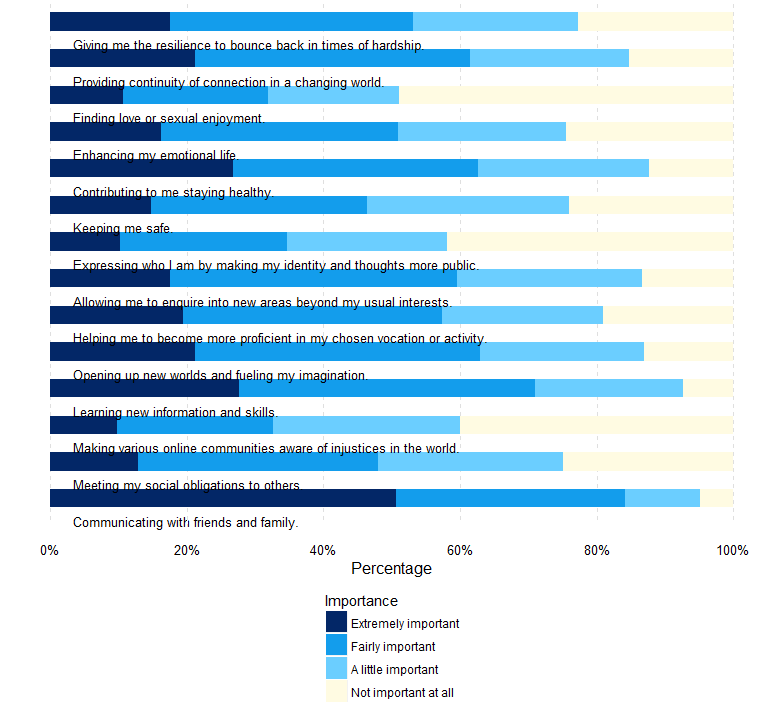 Giving me the resilience to bounce back in times of hardship.
Providing continuity of connection in a changing world.
Finding love or sexual enjoyment.
Enhancing my emotional life.
Contributing to me staying healthy.
Keeping me safe.
Expressing who I am by making my identity and thoughts more public.
Allowing me to enquire into new areas beyond my usual interests.
Helping me to become more proficient in my chosen vocation or activity.
Opening up new worlds and fueling my imagination.
Learning new information and skills.
Making various online communities aware of injustices in the world.
Meeting my social obligations to others.
Communicating with friends and family.
0% 20% 40% 60% 80% 100%
Percentage
Importance
Extremely important
Fairly important
A little important
Not important at all